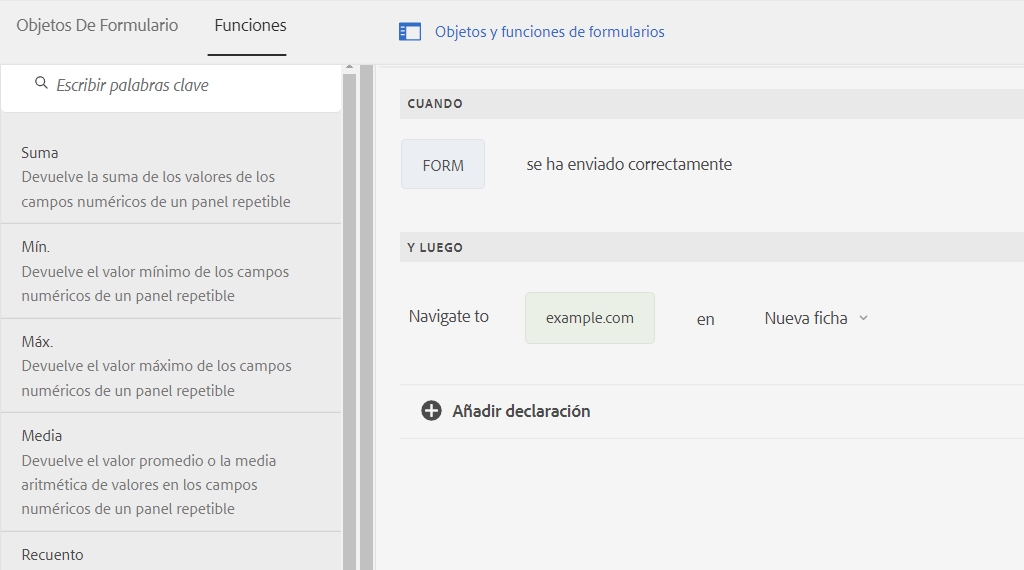 Objetos De Formulario
Funciones
Objetos y funciones de formularios
Escribir palabras clave
Suma
Devuelve la suma de los valores de los
campos numéricos de un panel repetible
Mín.
Devuelve el valor mínimo de los campos
numéricos de un panel repetible
Máx.
Devuelve el valor máximo de los campos
numéricos de un panel repetible
Media
Devuelve el valor promedio o la media
aritmética de valores en los campos
numéricos de un panel repetible
Recuento
CUANDO
FORM se ha enviado correctamente
Y LUEGO
Navigate to example.com en Nueva ficha
Añadir declaración